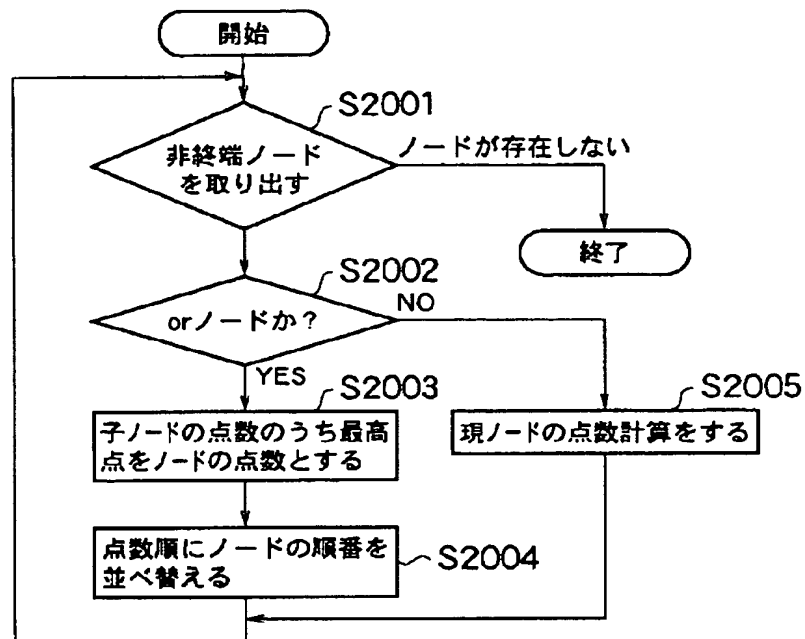 開始
S2001
非終端ノード
を取り出す
ノードが存在しない
終了
S2002
orノードか？
NO
YES
S2003
子ノードの点数のうち最高
点をノードの点数とする
S2005
現ノードの点数計算をする
点数順にノードの順番を
並べ替える
S2004